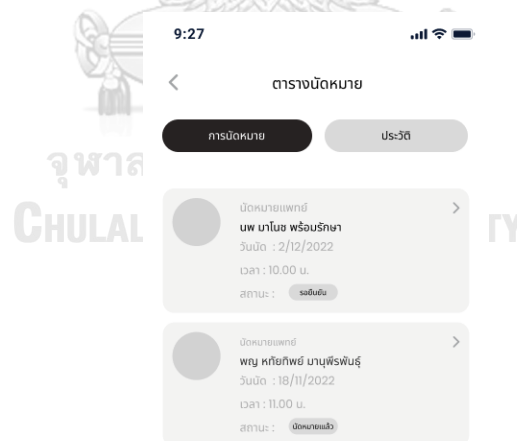 9:27
ตารางนัดหมาย
การนัดหมาย
ประวัติ
จุฬาล
CHULAL
TY
นัดหมายแพทย์
นพ มาโนช พร้อมรักษา
วันนัด : 2/12/2022
เวลา : 10.00 น.
สถานะ : รอยืนยัน
นัดหมายแพทย์
พญ หทัยทิพย์ มานุพีรพันธุ์
วันนัด : 18/11/2022
เวลา : 11.00 น.
สถานะ : นัดหมายแล้ว